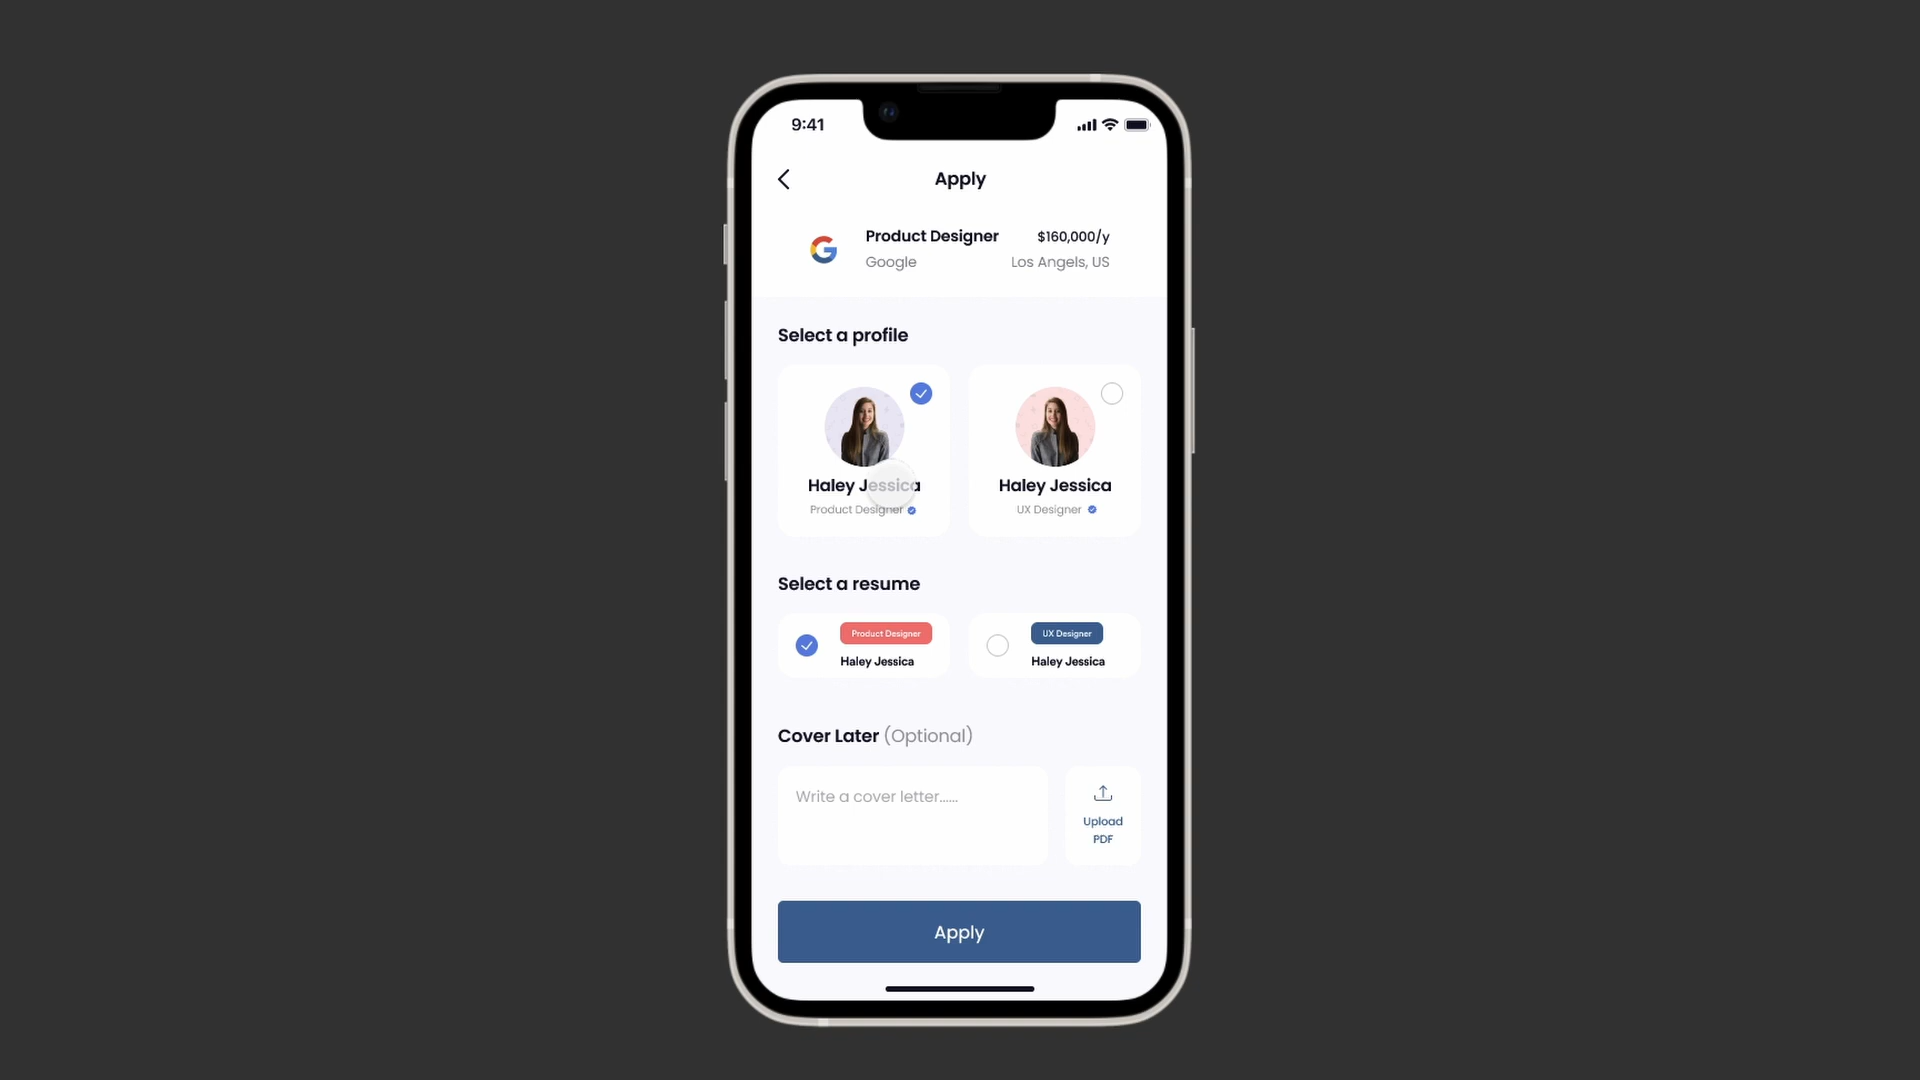 9:41
Apply
Product Designer $160,000/y
Google Los Angels, US
Select a profile
Haley Jessica Haley Jessica
Product Designer UX Designer
Select a resume
Product Designer UX Designer
Haley Jessica Haley Jessica
Cover Later (Optional)
Write a cover letter......
Upload
PDF
Apply